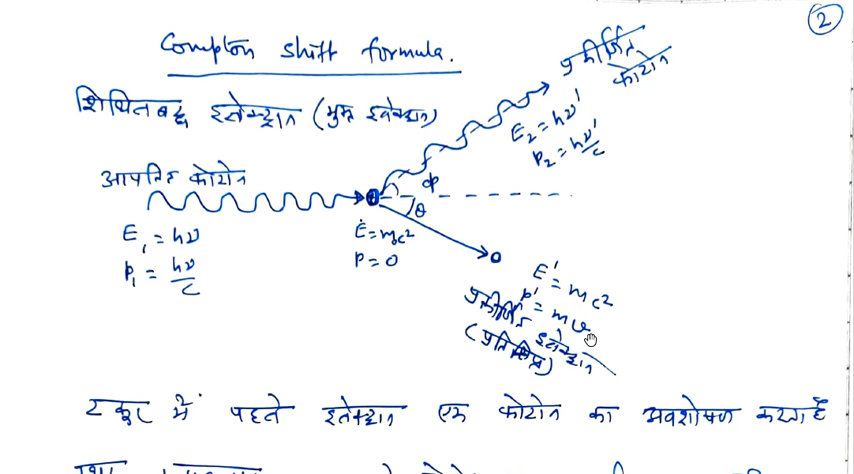 2
Compton shift formula.
प्रकीर्णित
फोटोन
शिथिलबद्ध इलेक्ट्रान (मुक्त इलेक्ट्रान)
E₂ = hν'
p₂ = hν'/c
आपतित फोटोन
ϕ
θ
E₁ = hν
p₁ = hν/c
E = m₀c²
p = 0
E' = mc²
p' = mv
प्रकीर्णित इलेक्ट्रान
(प्रतिक्षिप्त)
टक्कर में पहले इलेक्ट्रान एक फोटोन का अवशोषण करता है